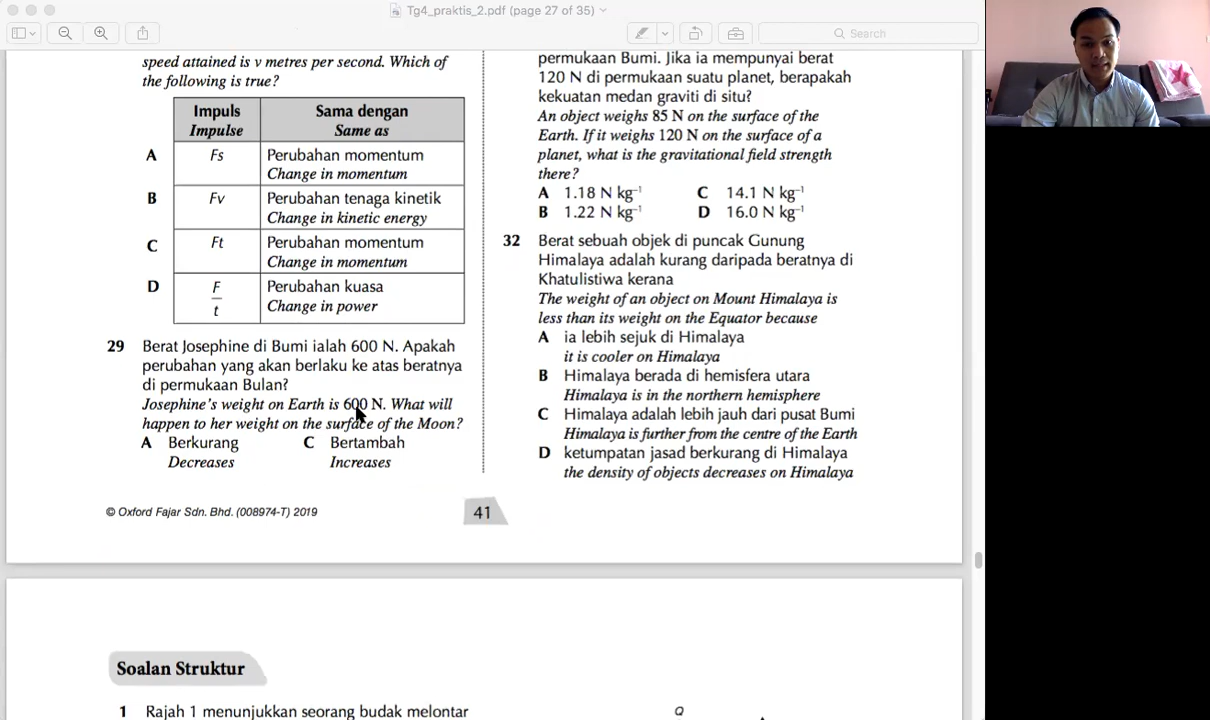 Tg4_praktis_2.pdf (page 27 of 35)
Search
speed attained is v metres per second. Which of
the following is true?
Impuls
Impulse
Sama dengan
Same as
A
Fs
Perubahan momentum
Change in momentum
B
Fv
Perubahan tenaga kinetik
Change in kinetic energy
C
Ft
Perubahan momentum
Change in momentum
D
F
t
Perubahan kuasa
Change in power
29 Berat Josephine di Bumi ialah 600 N. Apakah
perubahan yang akan berlaku ke atas beratnya
di permukaan Bulan?
Josephine's weight on Earth is 600 N. What will
happen to her weight on the surface of the Moon?
A Berkurang C Bertambah
Decreases Increases
permukaan Bumi. Jika ia mempunyai berat
120 N di permukaan suatu planet, berapakah
kekuatan medan graviti di situ?
An object weighs 85 N on the surface of the
Earth. If it weighs 120 N on the surface of a
planet, what is the gravitational field strength
there?
A 1.18 N kg⁻¹ C 14.1 N kg⁻¹
B 1.22 N kg⁻¹ D 16.0 N kg⁻¹
32 Berat sebuah objek di puncak Gunung
Himalaya adalah kurang daripada beratnya di
Khatulistiwa kerana
The weight of an object on Mount Himalaya is
less than its weight on the Equator because
A ia lebih sejuk di Himalaya
it is cooler on Himalaya
B Himalaya berada di hemisfera utara
Himalaya is in the northern hemisphere
C Himalaya adalah lebih jauh dari pusat Bumi
Himalaya is further from the centre of the Earth
D ketumpatan jasad berkurang di Himalaya
the density of objects decreases on Himalaya
© Oxford Fajar Sdn. Bhd. (008974-T) 2019
41
Soalan Struktur
1 Rajah 1 menunjukkan seorang budak melontar
Q